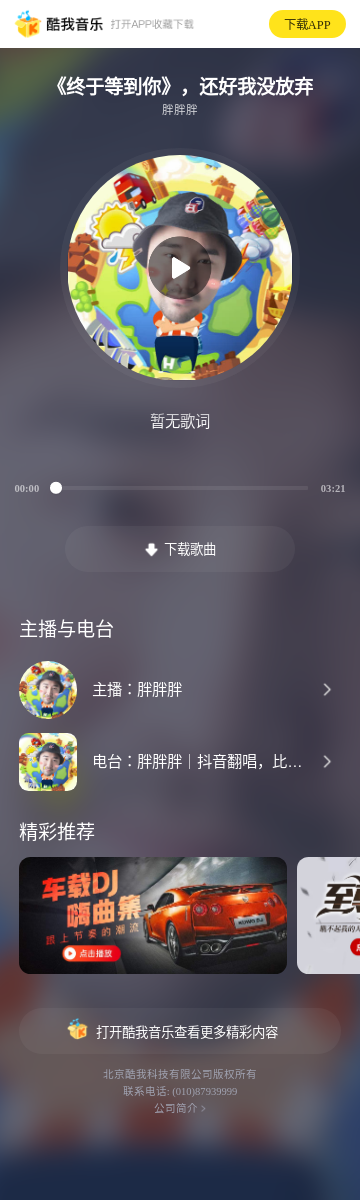 酷我音乐 打开APP收藏下载 下载APP
《终于等到你》，还好我没放弃
胖胖胖
暂无歌词
00:00 03:21
下载歌曲
主播与电台
主播：胖胖胖
电台：胖胖胖｜抖音翻唱，比...
精彩推荐
车载DJ
嗨曲集
跟上节奏的潮流
点击播放
打开酷我音乐查看更多精彩内容
北京酷我科技有限公司版权所有
联系电话: (010)87939999
公司简介